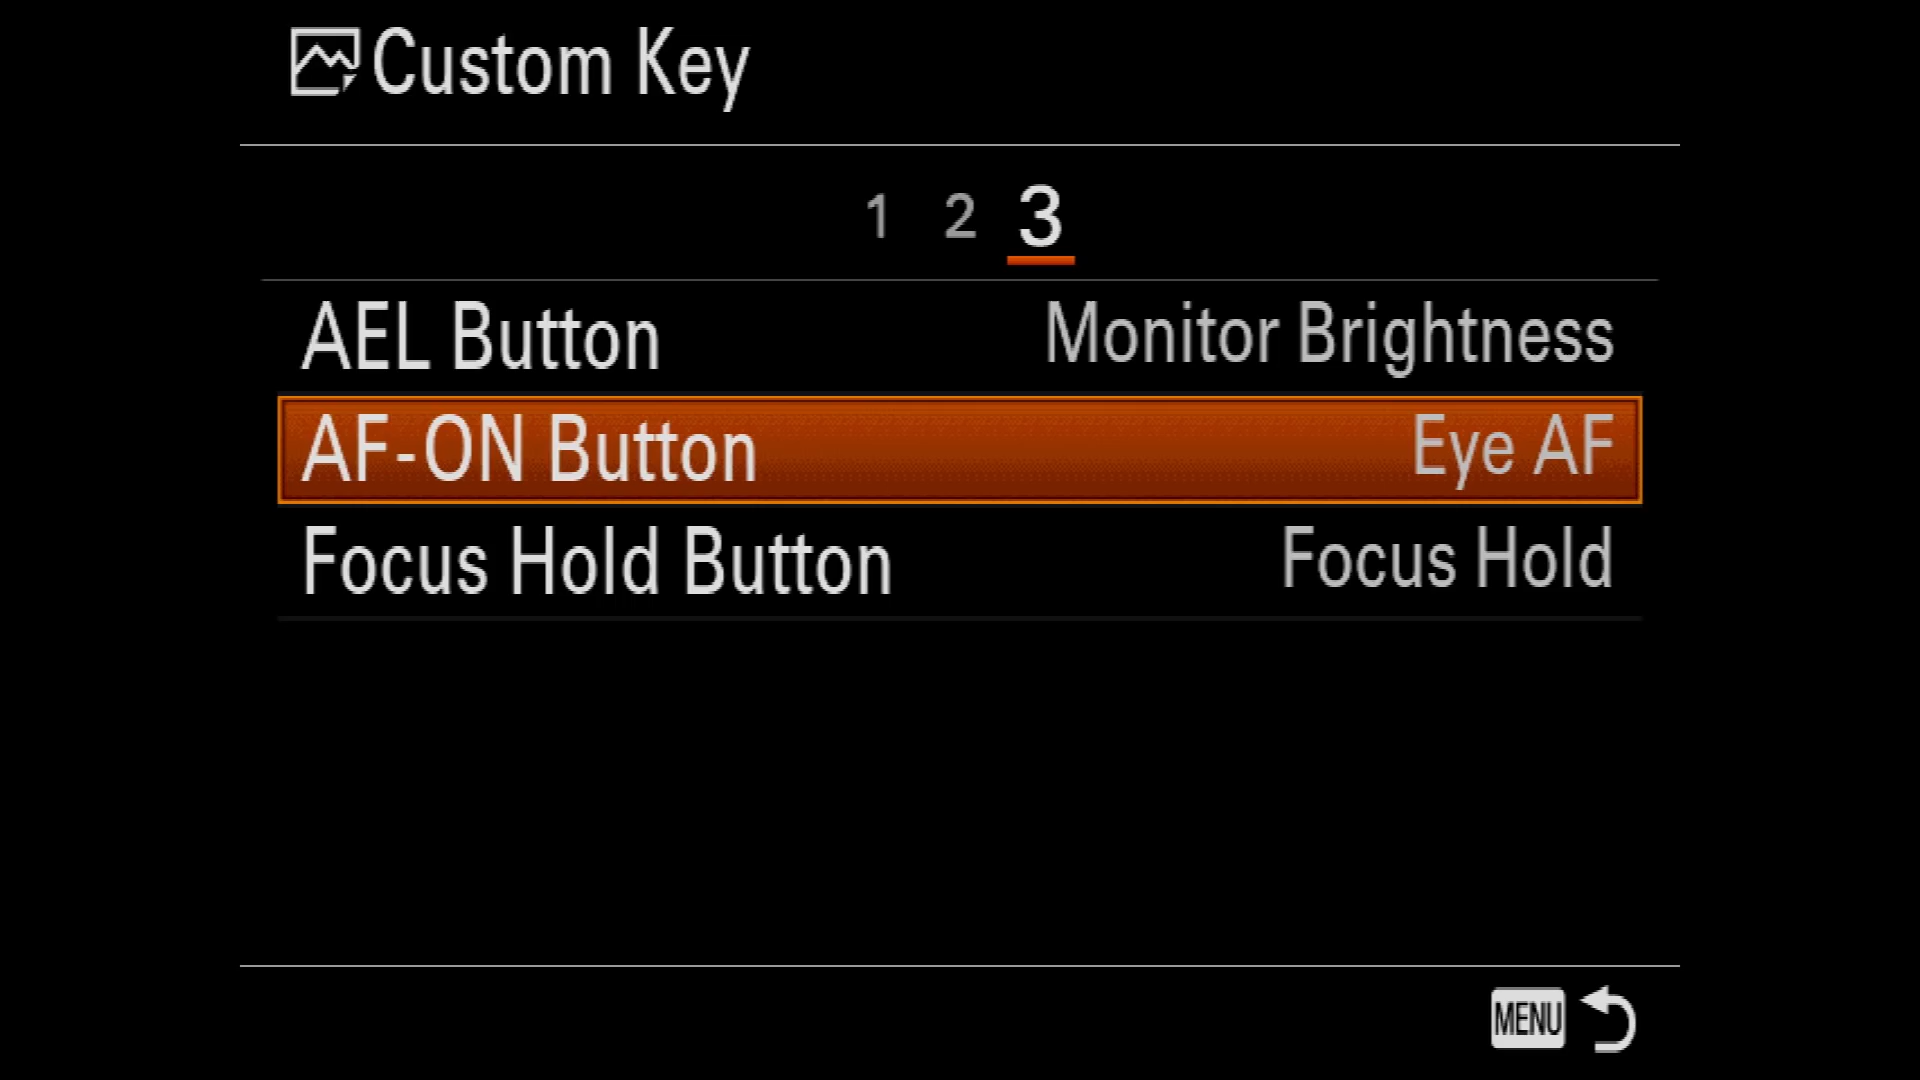 Custom Key
1 2 3
AEL Button Monitor Brightness
AF-ON Button Eye AF
Focus Hold Button Focus Hold
MENU